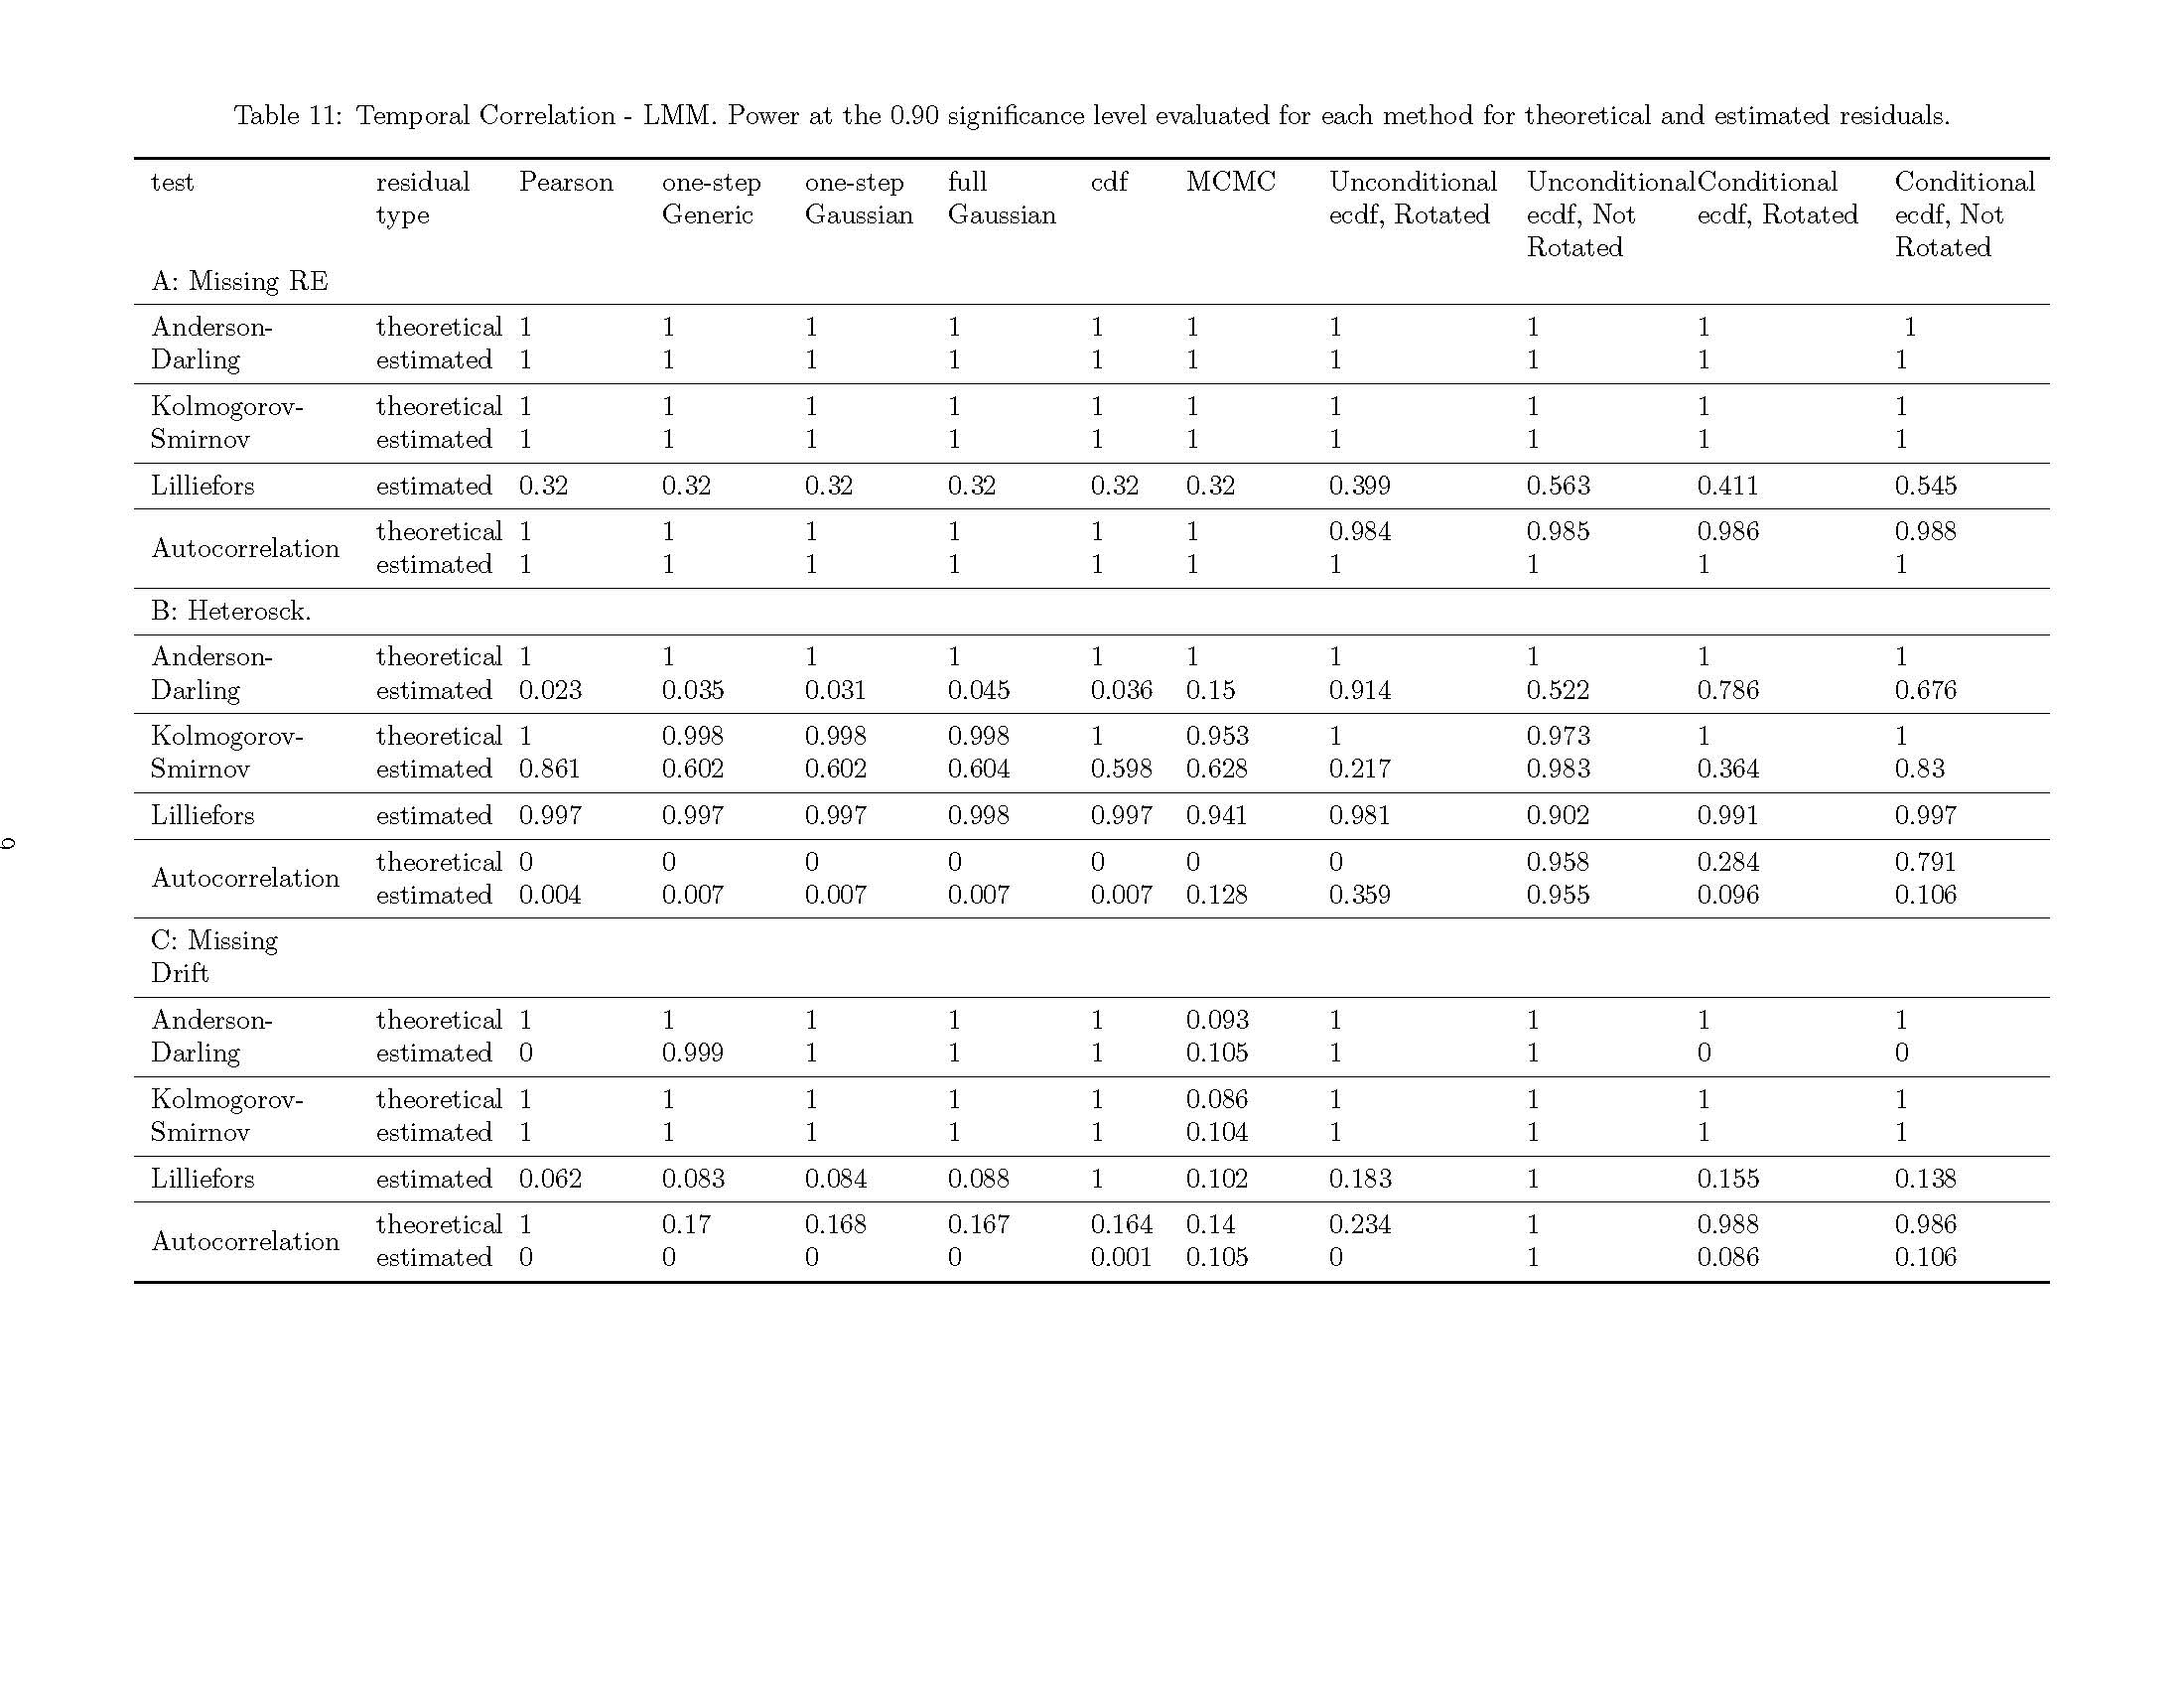 Table 11: Temporal Correlation - LMM. Power at the 0.90 significance level evaluated for each method for theoretical and estimated residuals.
test residual Pearson one-step one-step full cdf MCMC Unconditional Unconditional Conditional Conditional
type Generic Gaussian Gaussian ecdf, Rotated ecdf, Not ecdf, Rotated ecdf, Not
Rotated Rotated
A: Missing RE
Anderson- theoretical 1 1 1 1 1 1 1 1 1 1
Darling estimated 1 1 1 1 1 1 1 1 1 1
Kolmogorov- theoretical 1 1 1 1 1 1 1 1 1 1
Smirnov estimated 1 1 1 1 1 1 1 1 1 1
Lilliefors estimated 0.32 0.32 0.32 0.32 0.32 0.32 0.399 0.563 0.411 0.545
theoretical 1 1 1 1 1 1 0.984 0.985 0.986 0.988
Autocorrelation
estimated 1 1 1 1 1 1 1 1 1 1
B: Heterosck.
Anderson- theoretical 1 1 1 1 1 1 1 1 1 1
Darling estimated 0.023 0.035 0.031 0.045 0.036 0.15 0.914 0.522 0.786 0.676
Kolmogorov- theoretical 1 0.998 0.998 0.998 1 0.953 1 0.973 1 1
Smirnov estimated 0.861 0.602 0.602 0.604 0.598 0.628 0.217 0.983 0.364 0.83
Lilliefors estimated 0.997 0.997 0.997 0.998 0.997 0.941 0.981 0.902 0.991 0.997
theoretical 0 0 0 0 0 0 0 0.958 0.284 0.791
Autocorrelation
estimated 0.004 0.007 0.007 0.007 0.007 0.128 0.359 0.955 0.096 0.106
C: Missing
Drift
Anderson- theoretical 1 1 1 1 1 0.093 1 1 1 1
Darling estimated 0 0.999 1 1 1 0.105 1 1 0 0
Kolmogorov- theoretical 1 1 1 1 1 0.086 1 1 1 1
Smirnov estimated 1 1 1 1 1 0.104 1 1 1 1
Lilliefors estimated 0.062 0.083 0.084 0.088 1 0.102 0.183 1 0.155 0.138
theoretical 1 0.17 0.168 0.167 0.164 0.14 0.234 1 0.988 0.986
Autocorrelation
estimated 0 0 0 0 0.001 0.105 0 1 0.086 0.106